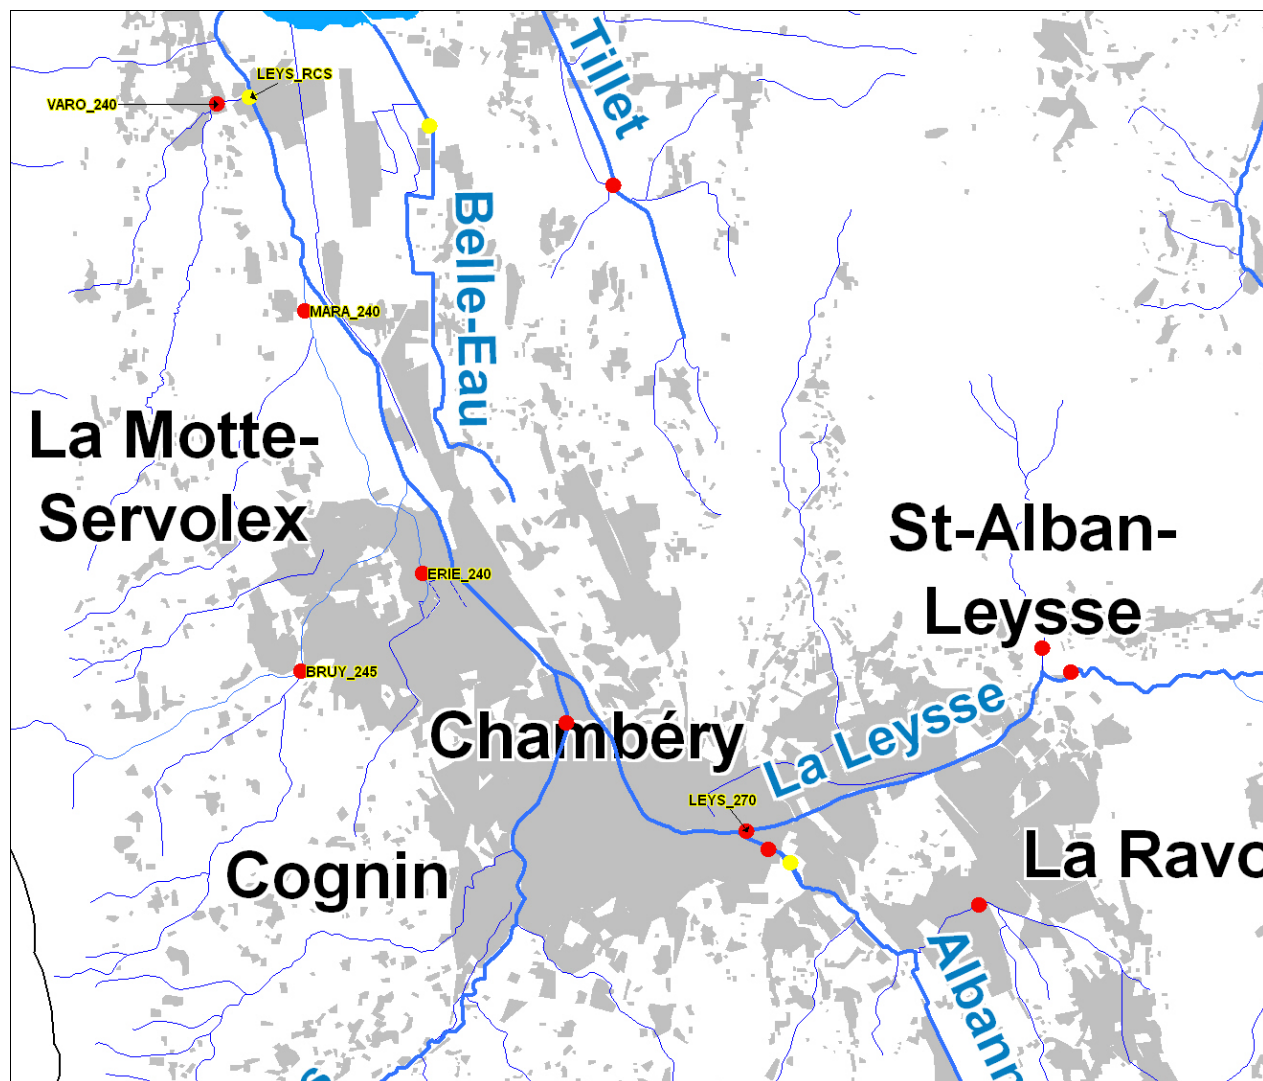 Tillet
LEYS_RCS
VARO_240
Belle-Eau
MARA_240
La Motte-
Servolex
St-Alban-
Leysse
ERIE_240
BRUY_245
La Leysse
Chambéry
LEYS_270
La Ravo
Cognin
Albann